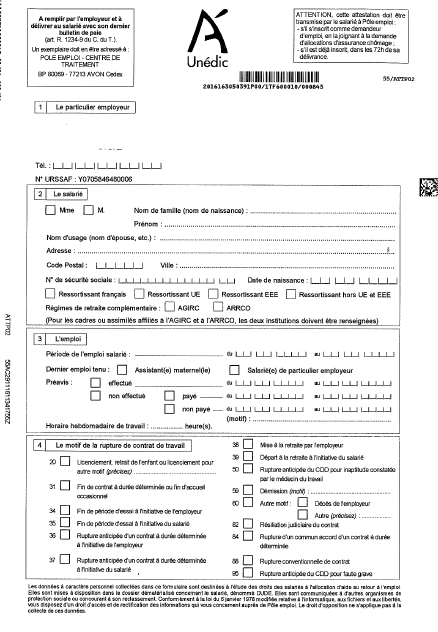 A remplir par l'employeur et à
délivrer au salarié avec son dernier
bulletin de paie
(art. R. 1234-9 du C. du T.).
Un exemplaire doit en être adressé à :
POLE EMPLOI - CENTRE DE
TRAITEMENT
BP 80069 - 77213 AVON Cedex
Unédic
ATTENTION, cette attestation doit être
transmise par le salarié à Pôle emploi :
- s'il s'inscrit comme demandeur
d'emploi, en la joignant à la demande
d'allocations d'assurance chômage ;
- s'il est déjà inscrit, dans les 72h de sa
délivrance.
55/ATTP02
1 Le particulier employeur
Tél. :
N° URSSAF : Y0705846480006
2 Le salarié
Mme M. Nom de famille (nom de naissance) :
Prénom :
Nom d'usage (nom d'épouse, etc.) :
Adresse :
Code Postal : Ville :
N° de sécurité sociale : Date de naissance :
Ressortissant français Ressortissant UE Ressortissant EEE Ressortissant hors UE et EEE
Régimes de retraite complémentaire : AGIRC ARRCO
(Pour les cadres ou assimilés affiliés à l'AGIRC et à l'ARRCO, les deux institutions doivent être renseignées)
3 L'emploi
Période de l'emploi salarié : du au
Dernier emploi tenu : Assistant(e) maternel(le) Salarié(e) de particulier employeur
Préavis : effectué du au
non effectué payé du au
non payé du au
(motif) :
Horaire hebdomadaire de travail : heure(s).
4 Le motif de la rupture de contrat de travail
20 Licenciement, retrait de l'enfant ou licenciement pour
autre motif (précisez)
31 Fin de contrat à durée déterminée ou fin d'accueil
occasionnel
34 Fin de période d'essai à l'initiative de l'employeur
35 Fin de période d'essai à l'initiative du salarié
36 Rupture anticipée d'un contrat à durée déterminée
à l'initiative de l'employeur
37 Rupture anticipée d'un contrat à durée déterminée
à l'initiative du salarié
38 Mise à la retraite par l'employeur
39 Départ à la retraite à l'initiative du salarié
50 Rupture anticipée du CDD pour inaptitude constatée
par le médecin du travail
59 Démission (motif) :
60 Autre motif : Décès de l'employeur
Autre (précisez) :
82 Résiliation judiciaire du contrat
84 Rupture d'un commun accord d'un contrat à durée
déterminée
88 Rupture conventionnelle de contrat
95 Rupture anticipée du CDD pour faute grave
Les données à caractère personnel collectées dans ce formulaire sont destinées à l'étude des droits des salariés à l'allocation d'aide au retour à l'emploi
Elles sont mises à disposition dans le dossier dématérialisé concernant le salarié, dénommé DUDE. Elles sont communiquées à d'autres organismes de
protection sociale ou concourant à son reclassement. Conformément à la loi du 6 janvier 1978 modifiée relative à l'informatique, aux fichiers et aux libertés,
vous disposez d'un droit d'accès et de rectification des informations qui vous concernent auprès de Pôle emploi. Le droit d'opposition ne s'applique pas à la
collecte de ces données.
ATTP02